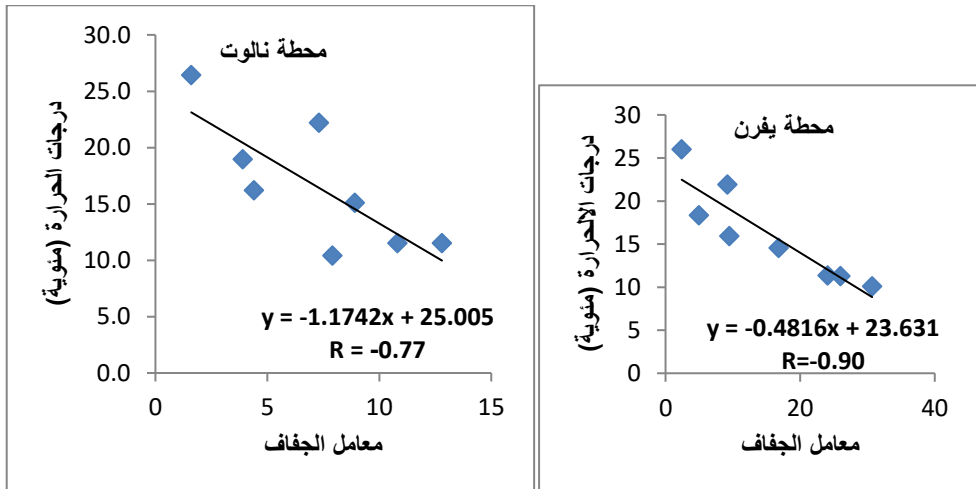 محطة نالوت
درجات الحرارة (مئوية)
30.0
25.0
20.0
15.0
10.0
5.0
0.0
y = -1.1742x + 25.005
R = -0.77
0 5 10 15
معامل الجفاف
محطة يفرن
درجات الالحرارة (مئوية)
30
25
20
15
10
5
0
y = -0.4816x + 23.631
R=-0.90
0 20 40
معامل الجفاف